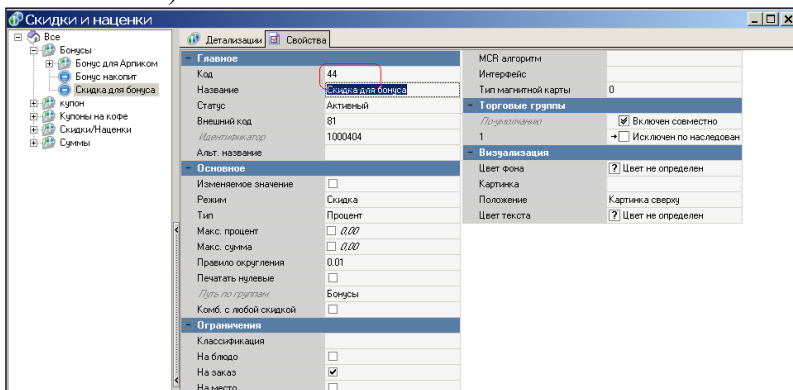 Скидки и наценки
Все
Бонусы
Бонус для Арпиком
Бонус накопит
Скидка для бонуса
купон
Купоны на кофе
Скидки/Наценки
Суммы
Детализации Свойства
- Главное
Код 44
Название Скидка для бонуса
Статус Активный
Внешний код 81
Идентификатор 1000404
Альт. название
- Основное
Изменяемое значение
Режим Скидка
Тип Процент
Макс. процент 0,00
Макс. сумма 0,00
Правило округления 0.01
Печатать нулевые
Путь по группам Бонусы
Комб. с любой скидкой
- Ограничения
Классификация
На блюдо
На заказ
На место
MCR алгоритм
Интерфейс
Тип магнитной карты 0
- Торговые группы
По-умолчанию Включен совместно
1 Исключен по наследован
- Визуализация
Цвет фона ? Цвет не определен
Картинка
Положение Картинка сверху
Цвет текста ? Цвет не определен